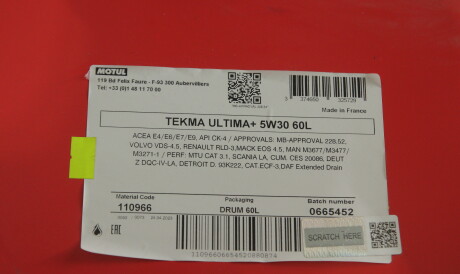 MOTUL
119 Bd Felix Faure - F-93 300 Aubervilliers
Tel: +33 (0)1 48 11 70 00
Made in France
TEKMA ULTIMA+ 5W30 60L
ACEA E4/E6/E7/E9, API CK-4 / APPROVALS: MB-APPROVAL 228.52,
VOLVO VDS-4.5, RENAULT RLD-3,MACK EOS 4.5, MAN M3677/M3477/
M3271-1 / PERF: MTU CAT 3.1, SCANIA LA, CUM. CES 20086, DEUT
Z DQC-IV-LA, DETROIT D. 93K222, CAT.ECF-3,DAF Extended Drain
Material Code
110966
Packaging
DRUM 60L
Batch number
0665452
SCRATCH HERE